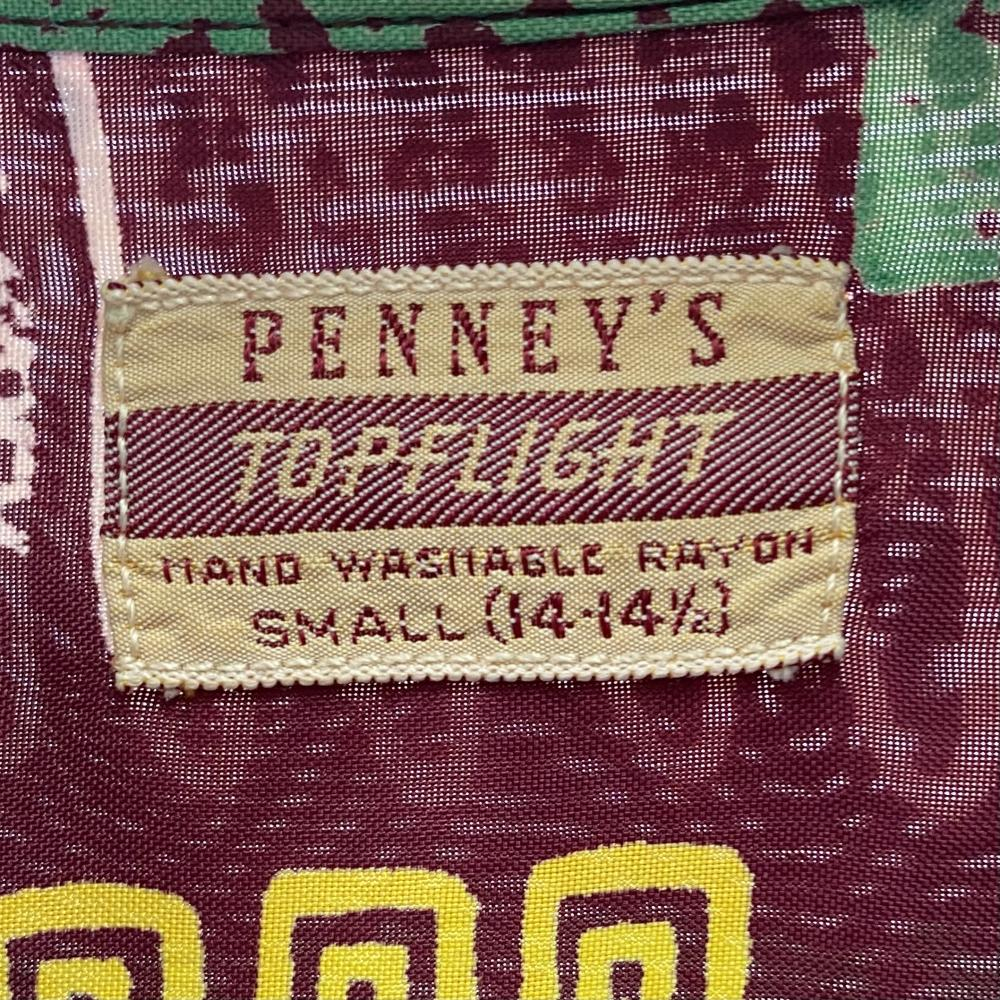 PENNEY'S
TOPFLIGHT
HAND WASHABLE RAYON
SMALL (14-14½)